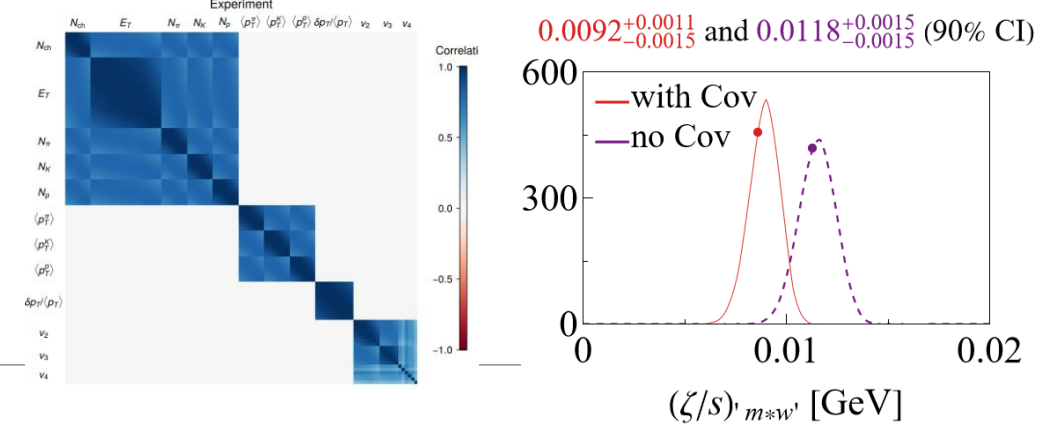 Experiment
N_ch E_T N_π N_K N_p ⟨p_T^π⟩ ⟨p_T^K⟩ ⟨p_T^p⟩ δp_T/⟨p_T⟩ v_2 v_3 v_4
N_ch
E_T
N_π
N_K
N_p
⟨p_T^π⟩
⟨p_T^K⟩
⟨p_T^p⟩
δp_T/⟨p_T⟩
v_2
v_3
v_4
Correlati
1.0
0.5
0.0
−0.5
−1.0
0.0092^{+0.0011}_{−0.0015} and 0.0118^{+0.0015}_{−0.0015} (90% CI)
600
with Cov
no Cov
300
0
0 0.01 0.02
(ζ/s)'m*w' [GeV]